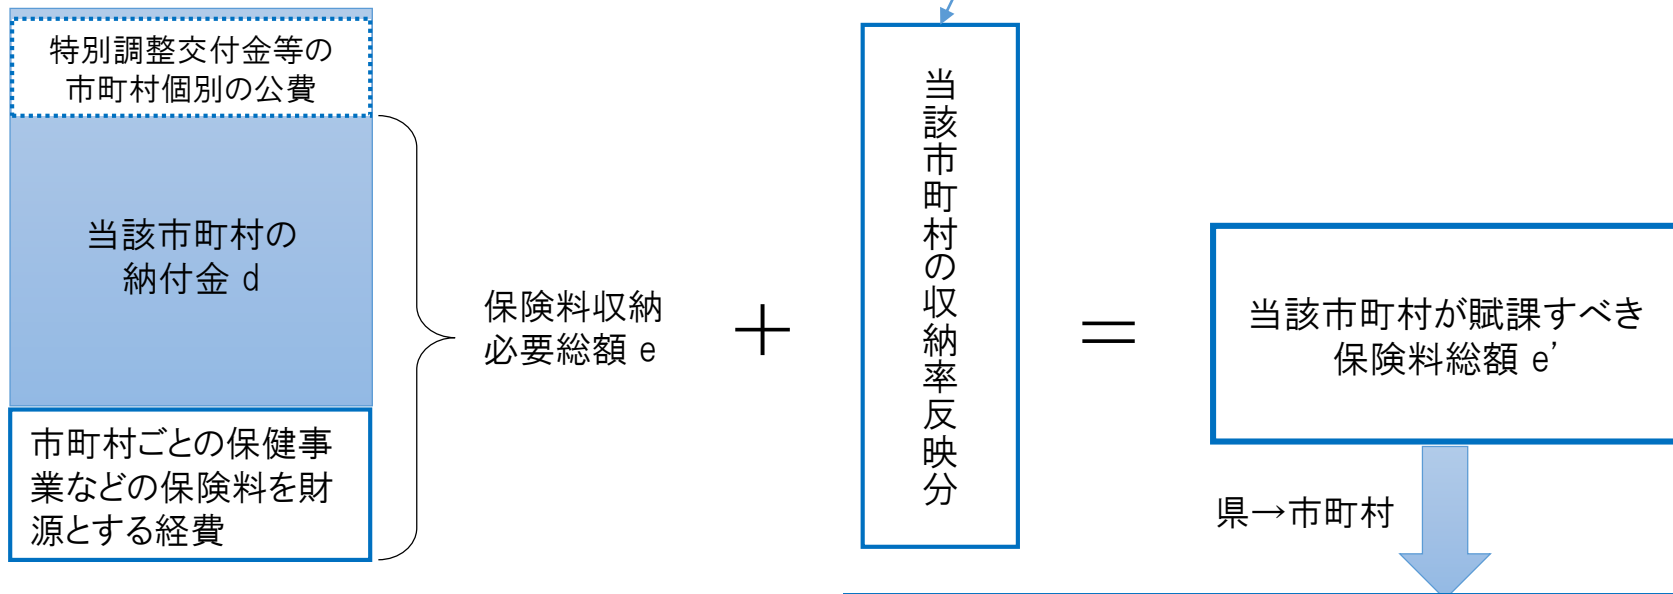 特別調整交付金等の
市町村個別の公費
当該市町村の
納付金 d
市町村ごとの保健事
業などの保険料を財
源とする経費
保険料収納
必要総額 e
＋
当該市町村の収納率反映分
＝
当該市町村が賦課すべき
保険料総額 e’
県→市町村